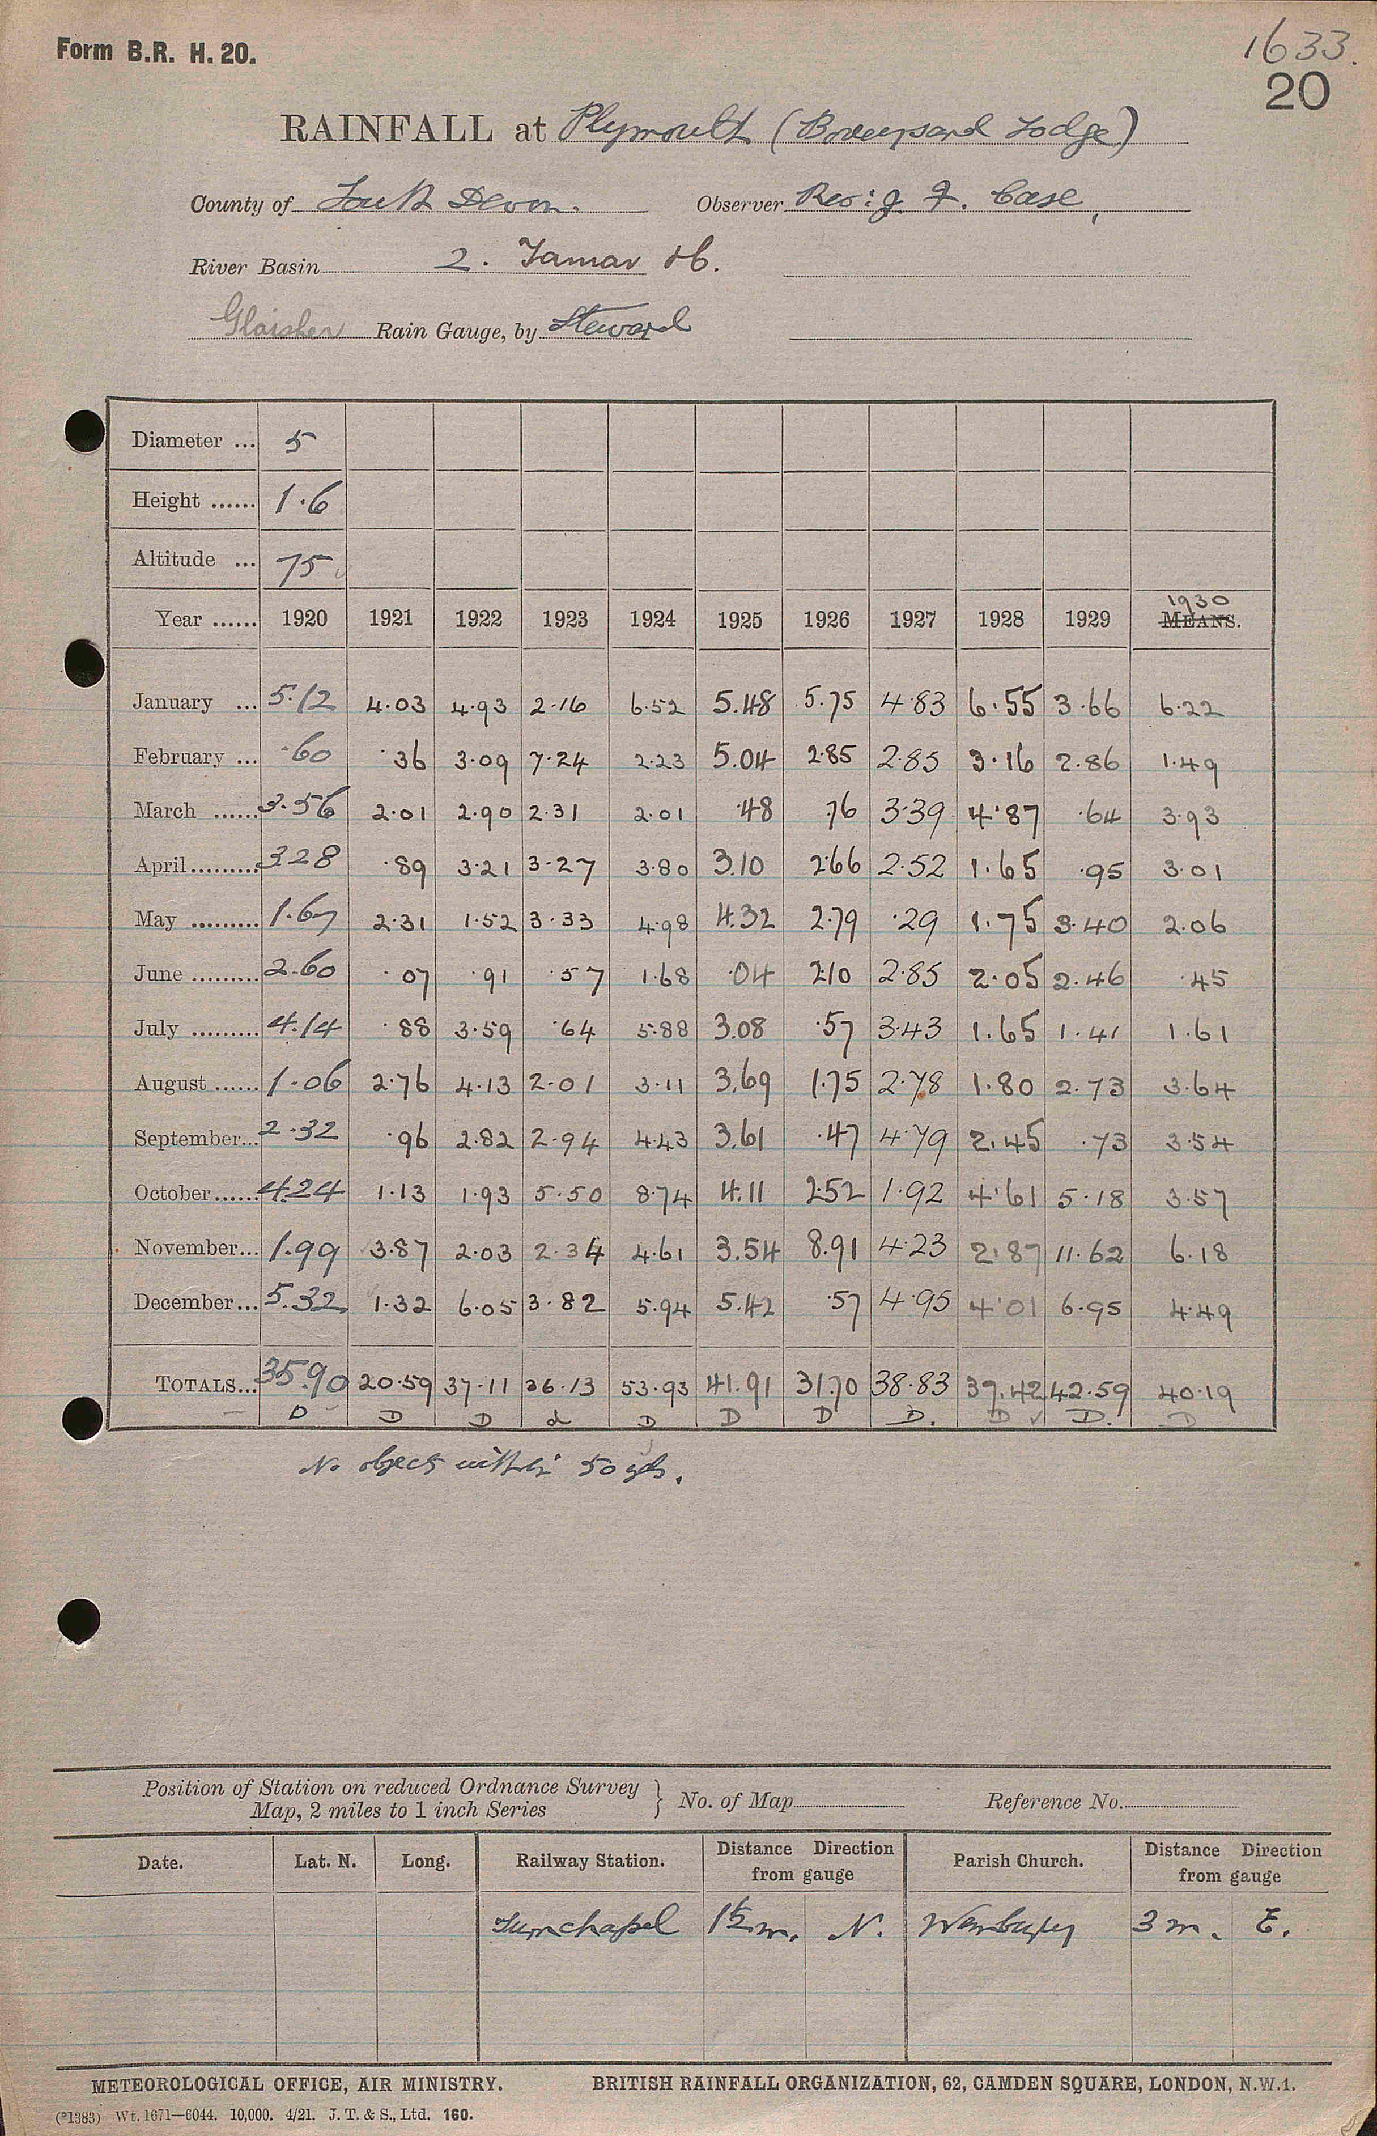 Form B.R. H. 20.
1633.
20
RAINFALL at Plymouth (Boveysand Lodge)
County of South Devon. Observer Rev: J. F. Case,
River Basin 2. Tamar &c.
Glaisher Rain Gauge, by Steward
Diameter ... 5
Height ...... 1.6
Altitude ... 75
Year ...... 1920 1921 1922 1923 1924 1925 1926 1927 1928 1929 1930 MEANS.
January ... 5.12 4.03 4.93 2.16 6.52 5.48 5.75 4.83 6.55 3.66 6.22
February ... .60 .36 3.09 7.24 2.23 5.04 2.85 2.85 3.16 2.86 1.49
March ...... 3.56 2.01 2.90 2.31 2.01 .48 .76 3.39 4.87 .64 3.93
April ......... 3.28 .89 3.21 3.27 3.80 3.10 2.66 2.52 1.65 .95 3.01
May ......... 1.67 2.31 1.52 3.33 4.98 4.32 2.79 .29 1.75 3.40 2.06
June ......... 2.60 .07 .91 .57 1.68 .04 2.10 2.85 2.05 2.46 .45
July ......... 4.14 .88 3.59 .64 5.88 3.08 .57 3.43 1.65 1.41 1.61
August ...... 1.06 2.76 4.13 2.01 3.11 3.69 1.75 2.78 1.80 2.73 3.64
September... 2.32 .96 2.82 2.94 4.43 3.61 .47 4.79 2.45 .73 3.54
October...... 4.24 1.13 1.93 5.50 8.74 4.11 2.52 1.92 4.61 5.18 3.57
November... 1.99 3.87 2.03 2.34 4.61 3.54 8.91 4.23 2.87 11.62 6.18
December... 5.32 1.32 6.05 3.82 5.94 5.42 .57 4.95 4.01 6.95 4.49
TOTALS... 35.90 20.59 37.11 36.13 53.93 41.91 31.70 38.83 37.42 42.59 40.19
D D D d D D D D. D ✓ D. D
No objects within 50 yds.
Position of Station on reduced Ordnance Survey Map, 2 miles to 1 inch Series } No. of Map Reference No.
Date. Lat. N. Long. Railway Station. Distance Direction from gauge Parish Church. Distance Direction from gauge
Turnchapel 1½ m. N. Wembury 3 m. E.
METEOROLOGICAL OFFICE, AIR MINISTRY. BRITISH RAINFALL ORGANIZATION, 62, CAMDEN SQUARE, LONDON, N.W.1.
(*1383) Wt. 1671—6044. 10,000. 4/21. J. T. & S., Ltd. 160.